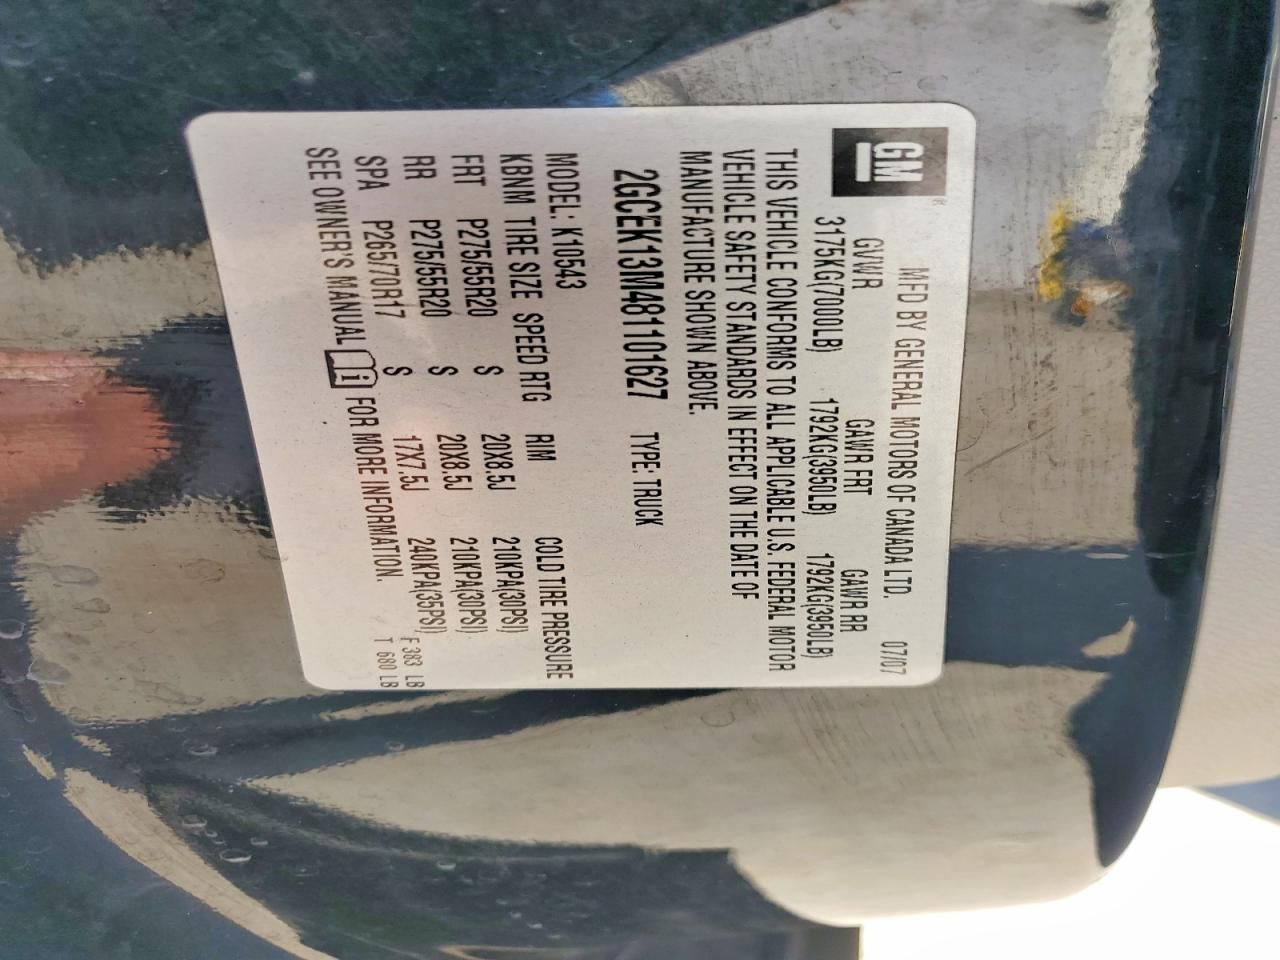 GM
MFD BY GENERAL MOTORS OF CANADA LTD. 07/07
GVWR GAWR FRT GAWR RR
3175KG(7000LB) 1792KG(3950LB) 1792KG(3950LB)
THIS VEHICLE CONFORMS TO ALL APPLICABLE U.S. FEDERAL MOTOR
VEHICLE SAFETY STANDARDS IN EFFECT ON THE DATE OF
MANUFACTURE SHOWN ABOVE.
2GCEK13M481101627 TYPE: TRUCK
MODEL: K10543
KBNM TIRE SIZE SPEED RTG RIM COLD TIRE PRESSURE
FRT P275/55R20 S 20X8.5J 210KPA(30PSI)
RR P275/55R20 S 20X8.5J 210KPA(30PSI)
SPA P265/70R17 S 17X7.5J 240KPA(35PSI)
F 383 LB
SEE OWNER'S MANUAL FOR MORE INFORMATION. T 680 LB